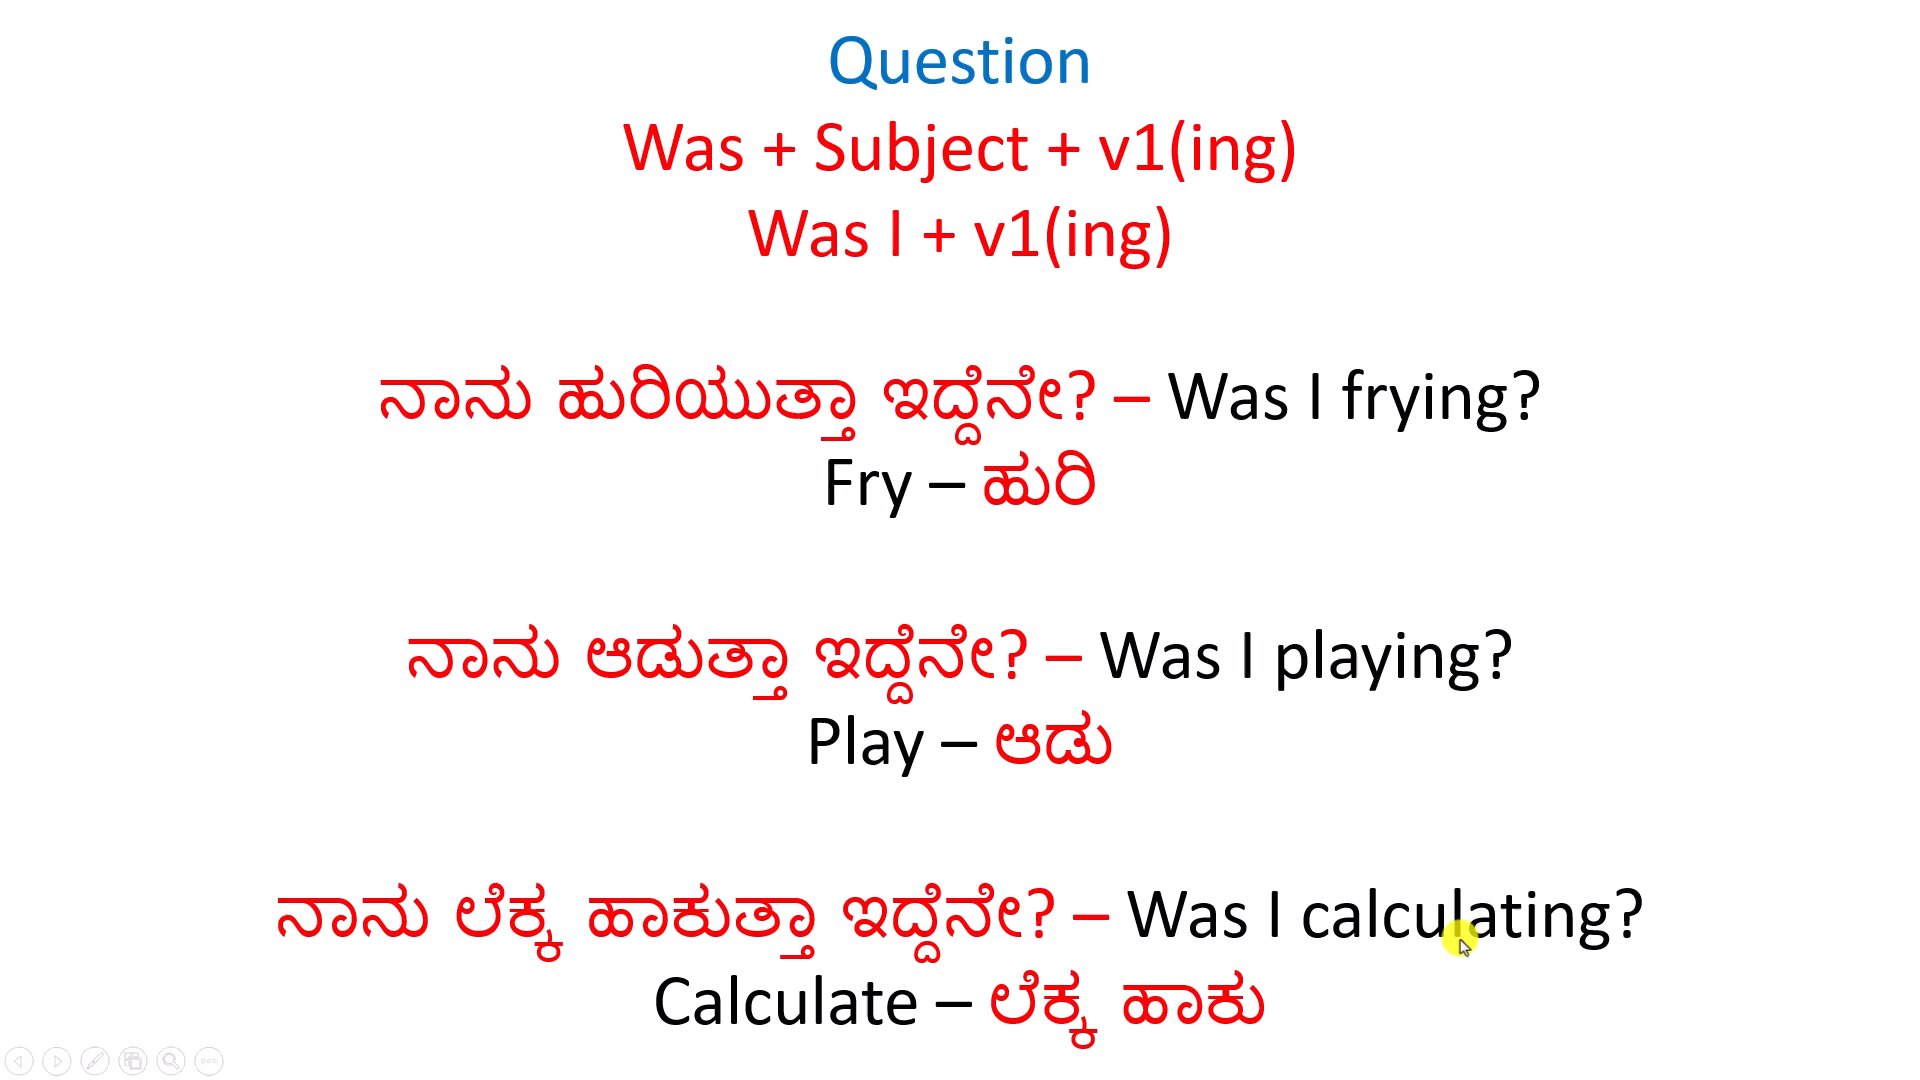 Question
Was + Subject + v1(ing)
Was I + v1(ing)
ನಾನು ಹುರಿಯುತ್ತಾ ಇದ್ದೆನೇ? – Was I frying?
Fry – ಹುರಿ
ನಾನು ಆಡುತ್ತಾ ಇದ್ದೆನೇ? – Was I playing?
Play – ಆಡು
ನಾನು ಲೆಕ್ಕ ಹಾಕುತ್ತಾ ಇದ್ದೆನೇ? – Was I calculating?
Calculate – ಲೆಕ್ಕ ಹಾಕು